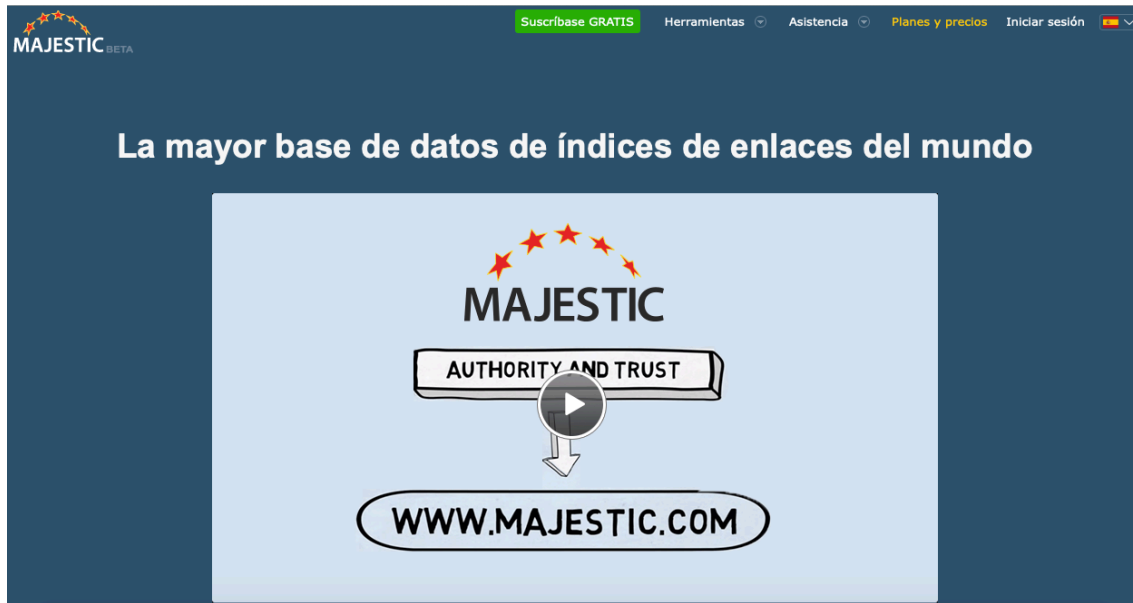 MAJESTIC BETA
Suscríbase GRATIS Herramientas Asistencia Planes y precios Iniciar sesión
La mayor base de datos de índices de enlaces del mundo
MAJESTIC
AUTHORITY AND TRUST
WWW.MAJESTIC.COM